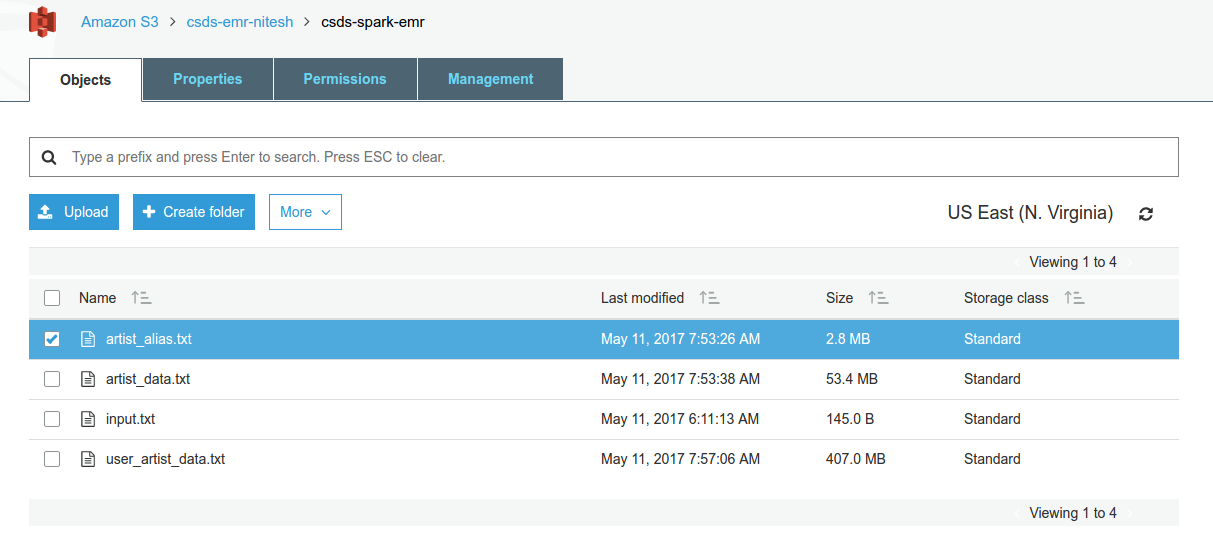 Amazon S3 > csds-emr-nitesh > csds-spark-emr
Objects Properties Permissions Management
Type a prefix and press Enter to search. Press ESC to clear.
Upload Create folder More US East (N. Virginia)
Viewing 1 to 4
Name Last modified Size Storage class
artist_alias.txt May 11, 2017 7:53:26 AM 2.8 MB Standard
artist_data.txt May 11, 2017 7:53:38 AM 53.4 MB Standard
input.txt May 11, 2017 6:11:13 AM 145.0 B Standard
user_artist_data.txt May 11, 2017 7:57:06 AM 407.0 MB Standard
Viewing 1 to 4